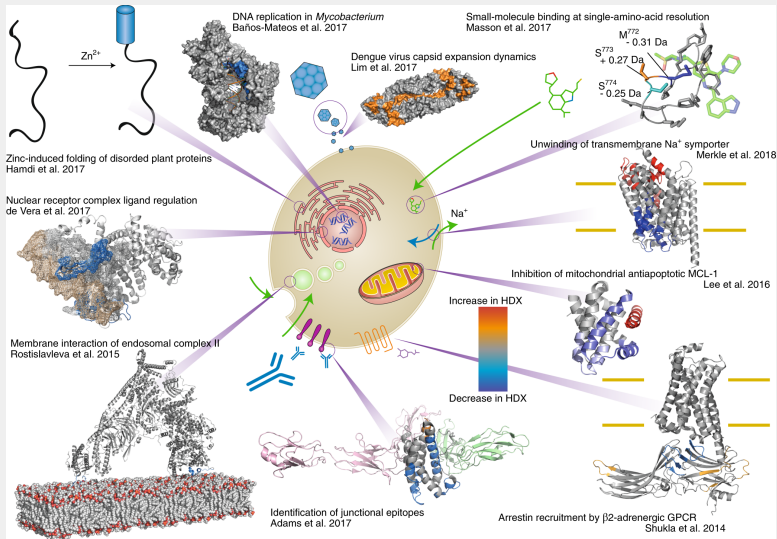 DNA replication in Mycobacterium
Baños-Mateos et al. 2017
Small-molecule binding at single-amino-acid resolution
Masson et al. 2017
M772
- 0.31 Da
S773
+ 0.27 Da
S774
- 0.25 Da
Zn2+
Dengue virus capsid expansion dynamics
Lim et al. 2017
Zinc-induced folding of disorded plant proteins
Hamdi et al. 2017
Unwinding of transmembrane Na+ symporter
Merkle et al. 2018
Nuclear receptor complex ligand regulation
de Vera et al. 2017
Na+
Inhibition of mitochondrial antiapoptotic MCL-1
Lee et al. 2016
Increase in HDX
Decrease in HDX
Membrane interaction of endosomal complex II
Rostislavleva et al. 2015
Identification of junctional epitopes
Adams et al. 2017
Arrestin recruitment by β2-adrenergic GPCR
Shukla et al. 2014